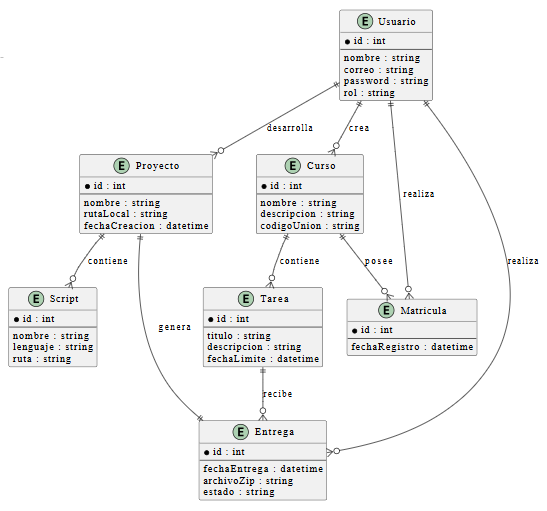 E Usuario
id : int
nombre : string
correo : string
password : string
rol : string
desarrolla
crea
E Proyecto
id : int
nombre : string
rutaLocal : string
fechaCreacion : datetime
E Curso
id : int
nombre : string
descripcion : string
codigoUnion : string
realiza
contiene
contiene
posee
realiza
E Script
id : int
nombre : string
lenguaje : string
ruta : string
genera
E Tarea
id : int
titulo : string
descripcion : string
fechaLimite : datetime
E Matricula
id : int
fechaRegistro : datetime
recibe
E Entrega
id : int
fechaEntrega : datetime
archivoZip : string
estado : string